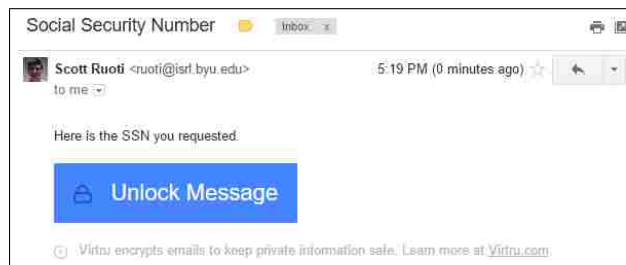 Social Security Number Inbox x
Scott Ruoti <ruoti@isrl.byu.edu> 5:19 PM (0 minutes ago)
to me
Here is the SSN you requested.
Unlock Message
Virtru encrypts emails to keep private information safe. Learn more at Virtru.com